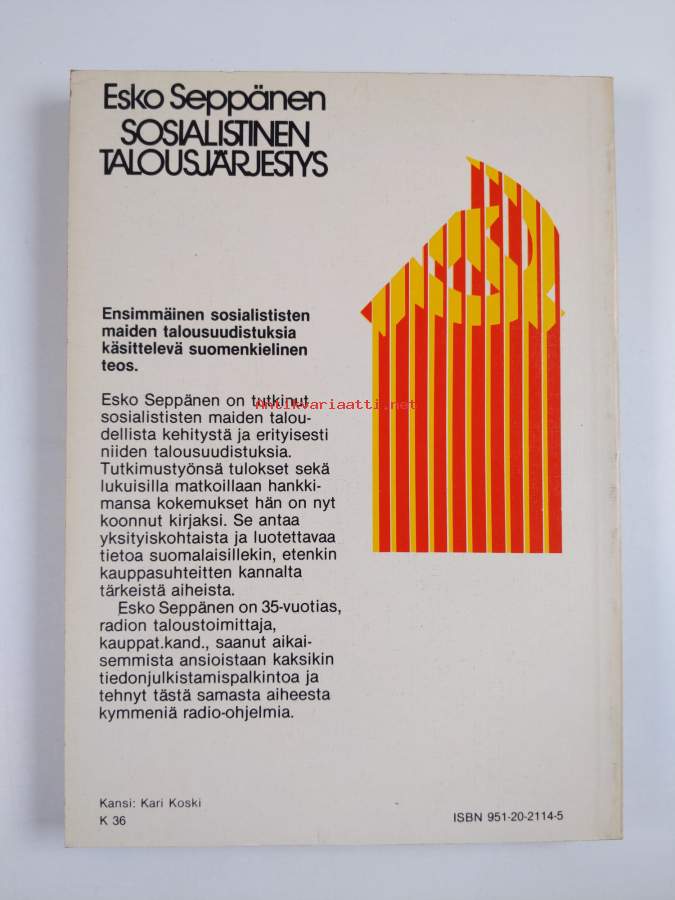 Esko Seppänen
SOSIALISTINEN
TALOUSJÄRJESTYS
Ensimmäinen sosialististen
maiden talousuudistuksia
käsittelevä suomenkielinen
teos.
Esko Seppänen on tutkinut
Antikvariaatti.net
sosialististen maiden talou-
dellista kehitystä ja erityisesti
niiden talousuudistuksia.
Tutkimustyönsä tulokset sekä
lukuisilla matkoillaan hankki-
mansa kokemukset hän on nyt
koonnut kirjaksi. Se antaa
yksityiskohtaista ja luotettavaa
tietoa suomalaisillekin, etenkin
kauppasuhteitten kannalta
tärkeistä aiheista.
Esko Seppänen on 35-vuotias,
radion taloustoimittaja,
kauppat.kand., saanut aikai-
semmista ansioistaan kaksikin
tiedonjulkistamispalkintoa ja
tehnyt tästä samasta aiheesta
kymmeniä radio-ohjelmia.
Kansi: Kari Koski
K 36
ISBN 951-20-2114-5